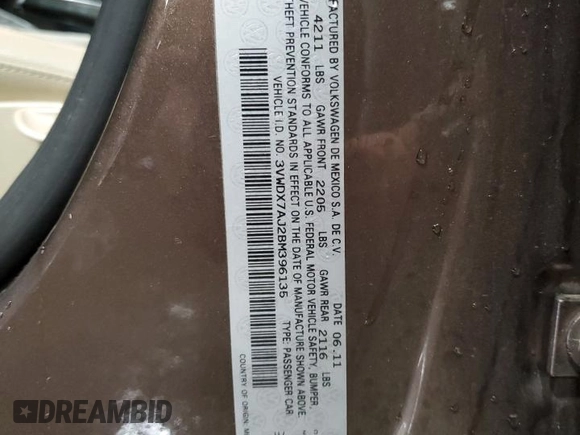 FACTURED BY VOLKSWAGEN DE MEXICO S.A. DE C.V. DATE 06.11
4211 LBS GAWR FRONT 2205 LBS GAWR REAR 2116 LBS
VEHICLE CONFORMS TO ALL APPLICABLE U.S. FEDERAL MOTOR VEHICLE SAFETY, BUMPER,
THEFT PREVENTION STANDARDS IN EFFECT ON THE DATE OF MANUFACTURE SHOWN ABOVE.
VEHICLE I.D. NO. 3VWDX7AJ2BM396135 TYPE: PASSENGER CAR
COUNTRY OF ORIGIN:
DREAMBID